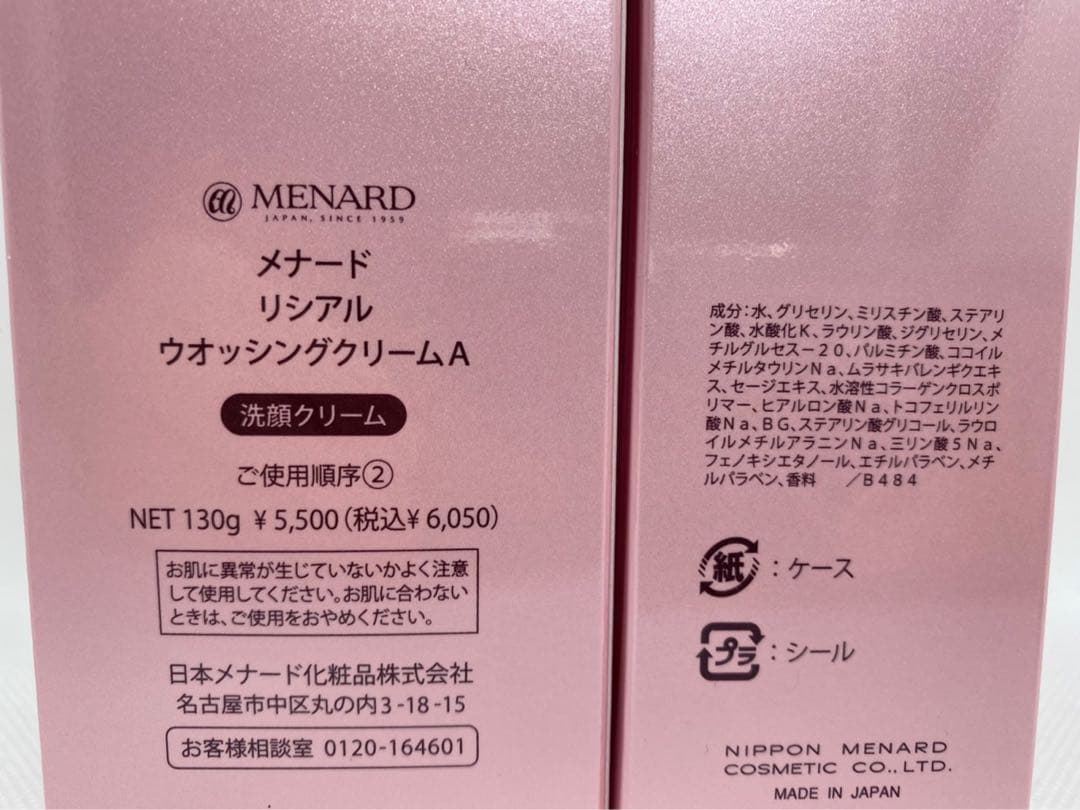 MENARD
JAPAN, SINCE 1959
メナード
リシアル
ウオッシングクリームA
洗顔クリーム
ご使用順序②
NET 130g ¥5,500(税込¥6,050)
お肌に異常が生じていないかよく注意
して使用してください。お肌に合わない
ときは、ご使用をおやめください。
日本メナード化粧品株式会社
名古屋市中区丸の内3-18-15
お客様相談室 0120-164601
成分:水、グリセリン、ミリスチン酸、ステアリ
ン酸、水酸化K、ラウリン酸、ジグリセリン、メ
チルグルセスー20、パルミチン酸、ココイル
メチルタウリンNa、ムラサキバレンギクエキ
ス、セージエキス、水溶性コラーゲンクロスポ
リマー、ヒアルロン酸Na、トコフェリルリン
酸Na、BG、ステアリン酸グリコール、ラウロ
イルメチルアラニンNa、三リン酸5Na、
フェノキシエタノール、エチルパラベン、メチ
ルパラベン、香料 /B484
紙:ケース
プラ:シール
NIPPON MENARD
COSMETIC CO.,LTD.
MADE IN JAPAN